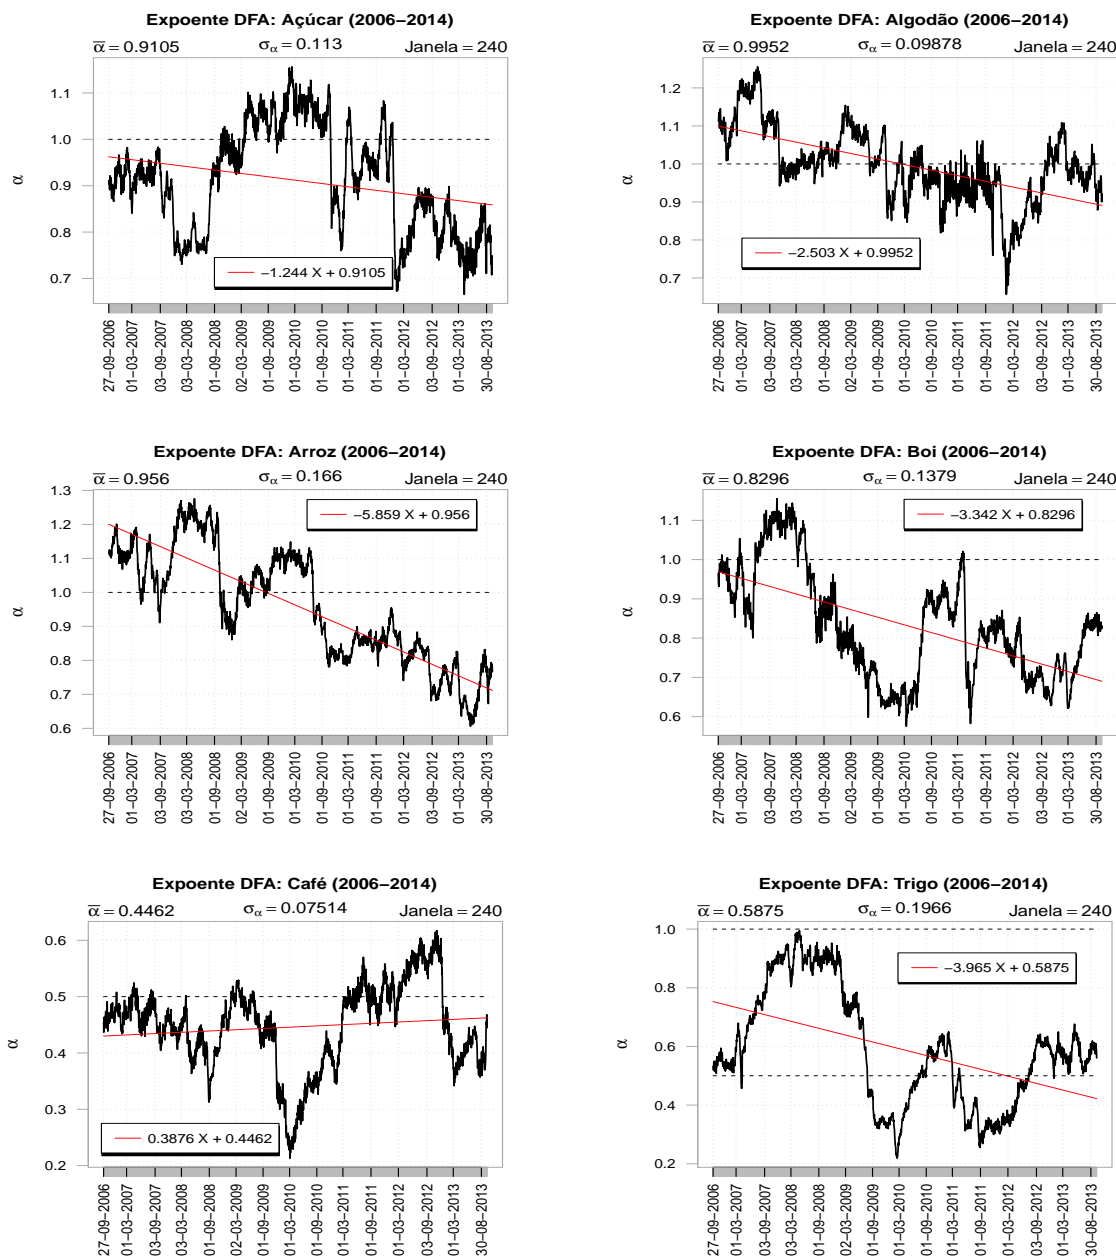 Expoente DFA: Açúcar (2006−2014)
α = 0.9105 σα = 0.113 Janela = 240
1.1
1.0
0.9
0.8
0.7
α
−1.244 X + 0.9105
27−09−2006 01−03−2007 03−09−2007 03−03−2008 01−09−2008 02−03−2009 01−09−2009 01−03−2010 01−09−2010 01−03−2011 01−09−2011 01−03−2012 03−09−2012 01−03−2013 30−08−2013
Expoente DFA: Algodão (2006−2014)
α = 0.9952 σα = 0.09878 Janela = 240
1.2
1.1
1.0
0.9
0.8
0.7
α
−2.503 X + 0.9952
27−09−2006 01−03−2007 03−09−2007 03−03−2008 01−09−2008 02−03−2009 01−09−2009 01−03−2010 01−09−2010 01−03−2011 01−09−2011 01−03−2012 03−09−2012 01−03−2013 30−08−2013
Expoente DFA: Arroz (2006−2014)
α = 0.956 σα = 0.166 Janela = 240
1.3
1.2
1.1
1.0
0.9
0.8
0.7
0.6
α
−5.859 X + 0.956
27−09−2006 01−03−2007 03−09−2007 03−03−2008 01−09−2008 02−03−2009 01−09−2009 01−03−2010 01−09−2010 01−03−2011 01−09−2011 01−03−2012 03−09−2012 01−03−2013 30−08−2013
Expoente DFA: Boi (2006−2014)
α = 0.8296 σα = 0.1379 Janela = 240
1.1
1.0
0.9
0.8
0.7
0.6
α
−3.342 X + 0.8296
27−09−2006 01−03−2007 03−09−2007 03−03−2008 01−09−2008 02−03−2009 01−09−2009 01−03−2010 01−09−2010 01−03−2011 01−09−2011 01−03−2012 03−09−2012 01−03−2013 30−08−2013
Expoente DFA: Café (2006−2014)
α = 0.4462 σα = 0.07514 Janela = 240
0.6
0.5
0.4
0.3
0.2
α
0.3876 X + 0.4462
27−09−2006 01−03−2007 03−09−2007 03−03−2008 01−09−2008 02−03−2009 01−09−2009 01−03−2010 01−09−2010 01−03−2011 01−09−2011 01−03−2012 03−09−2012 01−03−2013 30−08−2013
Expoente DFA: Trigo (2006−2014)
α = 0.5875 σα = 0.1966 Janela = 240
1.0
0.8
0.6
0.4
0.2
α
−3.965 X + 0.5875
27−09−2006 01−03−2007 03−09−2007 03−03−2008 01−09−2008 02−03−2009 01−09−2009 01−03−2010 01−09−2010 01−03−2011 01−09−2011 01−03−2012 03−09−2012 01−03−2013 30−08−2013